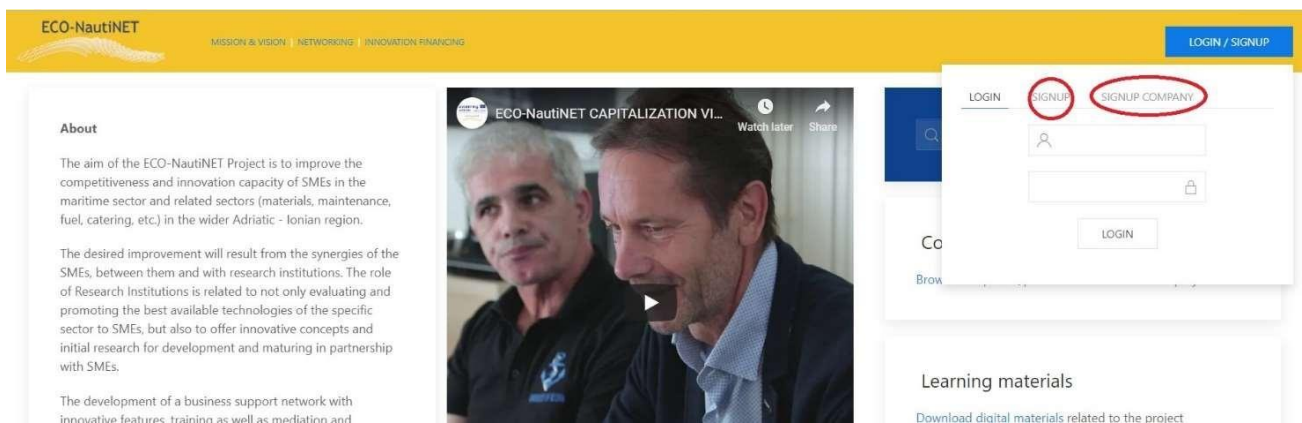 ECO-NautiNET
MISSION & VISION | NETWORKING | INNOVATION FINANCING
LOGIN / SIGNUP
LOGIN SIGNUP SIGNUP COMPANY
LOGIN
About
The aim of the ECO-NautiNET Project is to improve the
competitiveness and innovation capacity of SMEs in the
maritime sector and related sectors (materials, maintenance,
fuel, catering, etc.) in the wider Adriatic - Ionian region.
The desired improvement will result from the synergies of the
SMEs, between them and with research institutions. The role
of Research Institutions is related to not only evaluating and
promoting the best available technologies of the specific
sector to SMEs, but also to offer innovative concepts and
initial research for development and maturing in partnership
with SMEs.
The development of a business support network with
innovative features, training as well as mediation and
ECO-NautiNET CAPITALIZATION VI...
Watch later Share
Co
Brow
Learning materials
Download digital materials related to the project